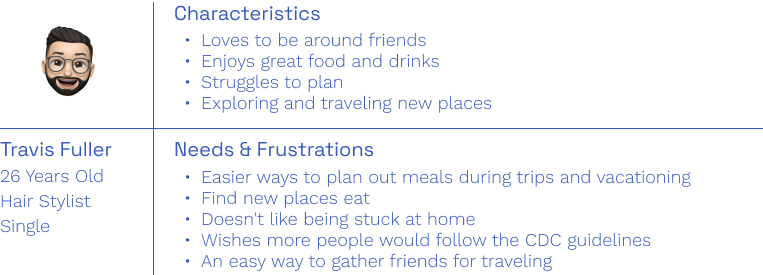 Characteristics
• Loves to be around friends
• Enjoys great food and drinks
• Struggles to plan
• Exploring and traveling new places
Travis Fuller
26 Years Old
Hair Stylist
Single
Needs & Frustrations
• Easier ways to plan out meals during trips and vacationing
• Find new places eat
• Doesn't like being stuck at home
• Wishes more people would follow the CDC guidelines
• An easy way to gather friends for traveling